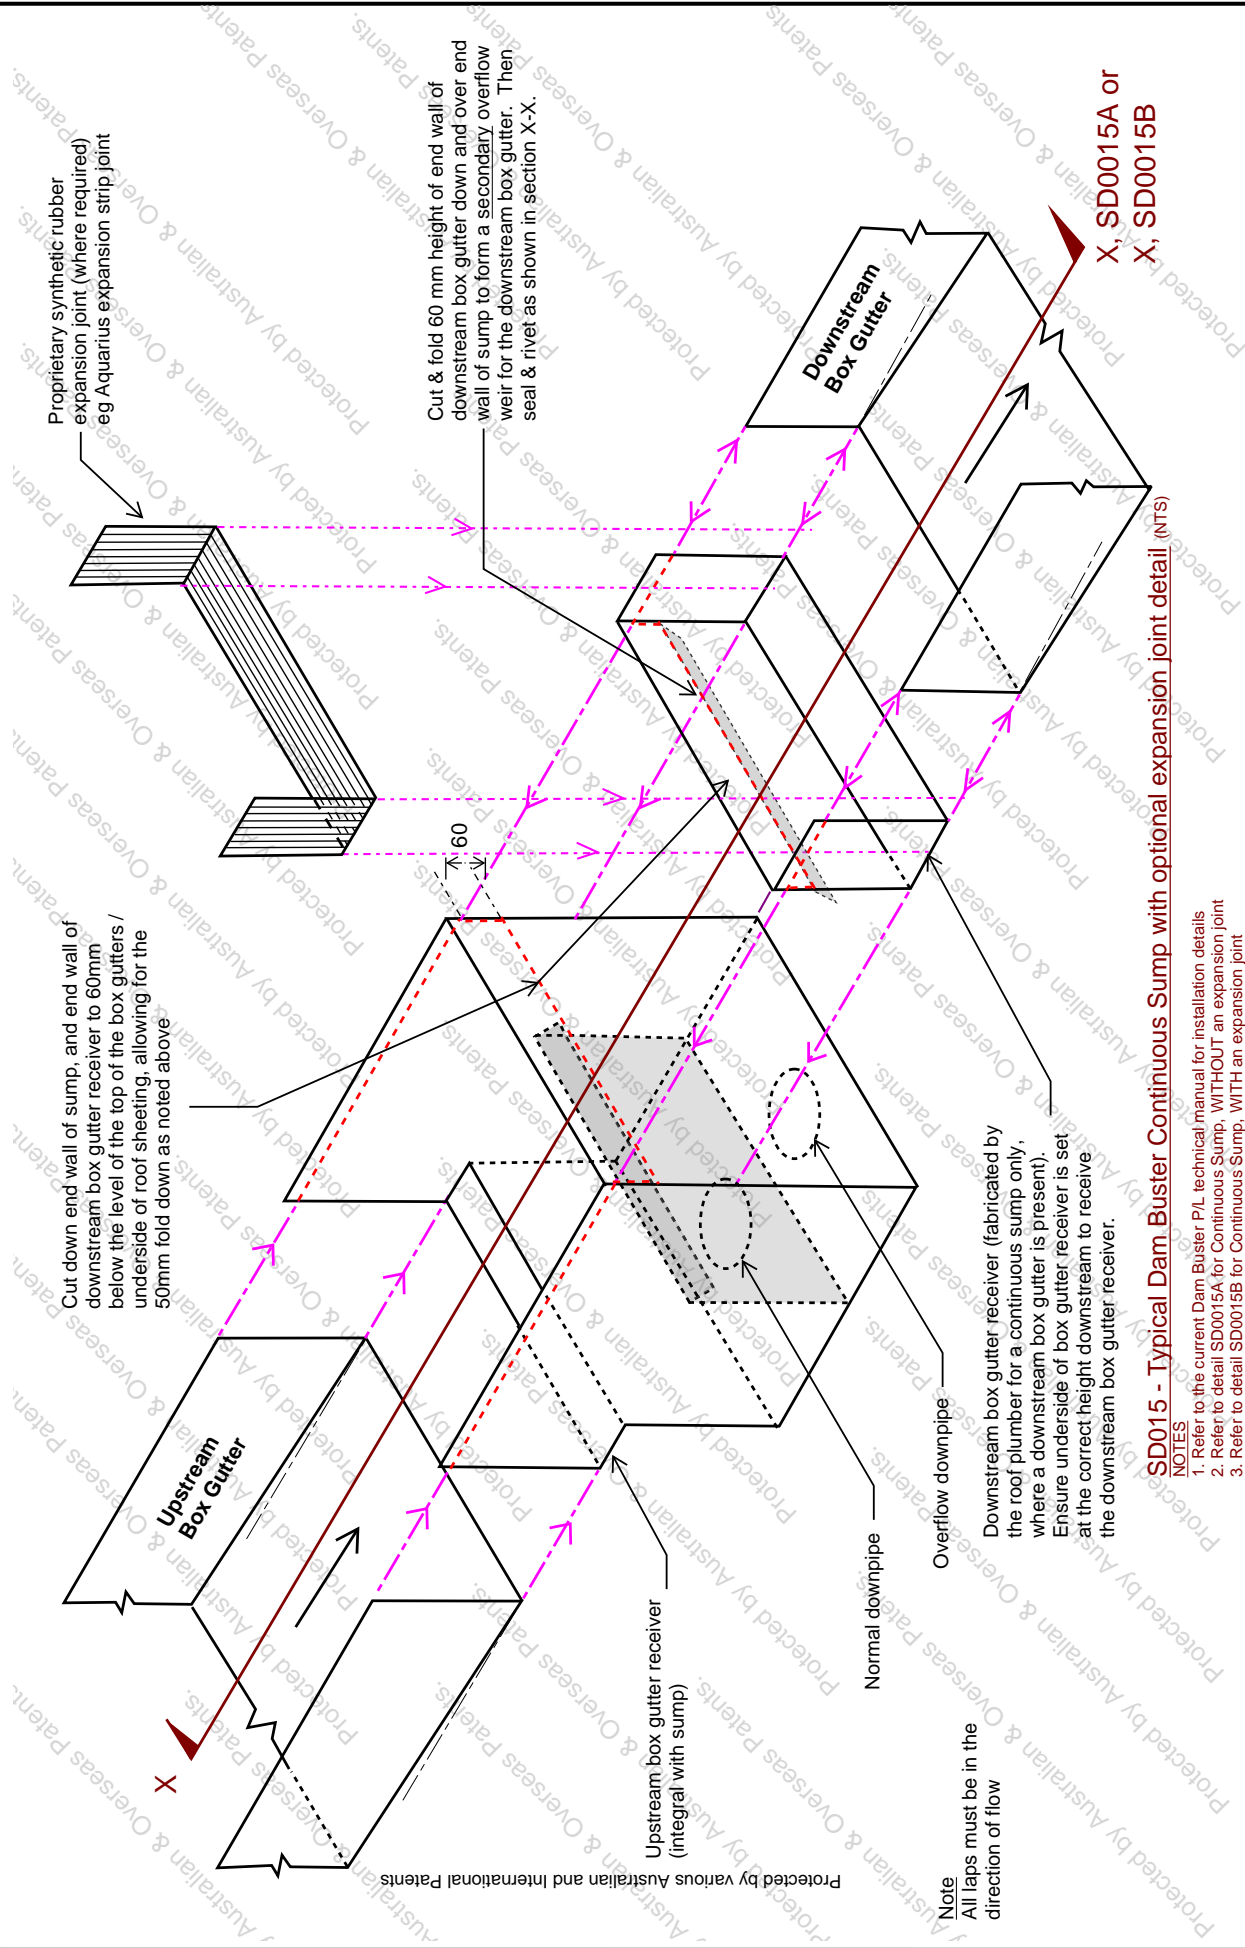 Proprietary synthetic rubber
expansion joint (where required)
eg Aquarius expansion strip joint
Cut & fold 60 mm height of end wall of
downstream box gutter down and over end
wall of sump to form a secondary overflow
weir for the downstream box gutter. Then
seal & rivet as shown in section X-X.
Cut down end wall of sump, and end wall of
downstream box gutter receiver to 60mm
below the level of the top of the box gutters /
underside of roof sheeting, allowing for the
50mm fold down as noted above
60
Upstream
Box Gutter
Downstream
Box Gutter
X
X, SD0015A or
X, SD0015B
Upstream box gutter receiver
(integral with sump)
Normal downpipe
Overflow downpipe
Downstream box gutter receiver (fabricated by
the roof plumber for a continuous sump only,
where a downstream box gutter is present).
Ensure underside of box gutter receiver is set
at the correct height downstream to receive
the downstream box gutter receiver.
Note
All laps must be in the
direction of flow
Protected by various Australian and International Patents
SD015 - Typical Dam Buster Continuous Sump with optional expansion joint detail (NTS)
NOTES
1. Refer to the current Dam Buster P/L technical manual for installation details
2. Refer to detail SD0015A for Continuous Sump, WITHOUT an expansion joint
3. Refer to detail SD0015B for Continuous Sump, WITH an expansion joint
Protected by Australian & Overseas Patents.